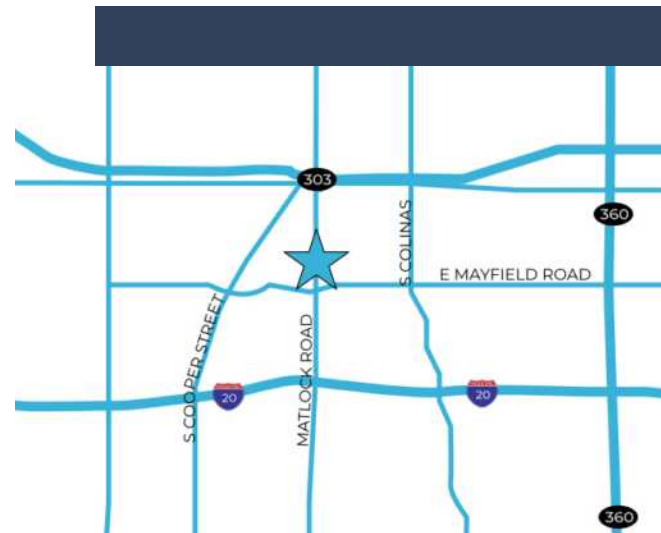 303
360
S COLINAS
E MAYFIELD ROAD
S COOPER STREET
MATLOCK ROAD
20
20
360